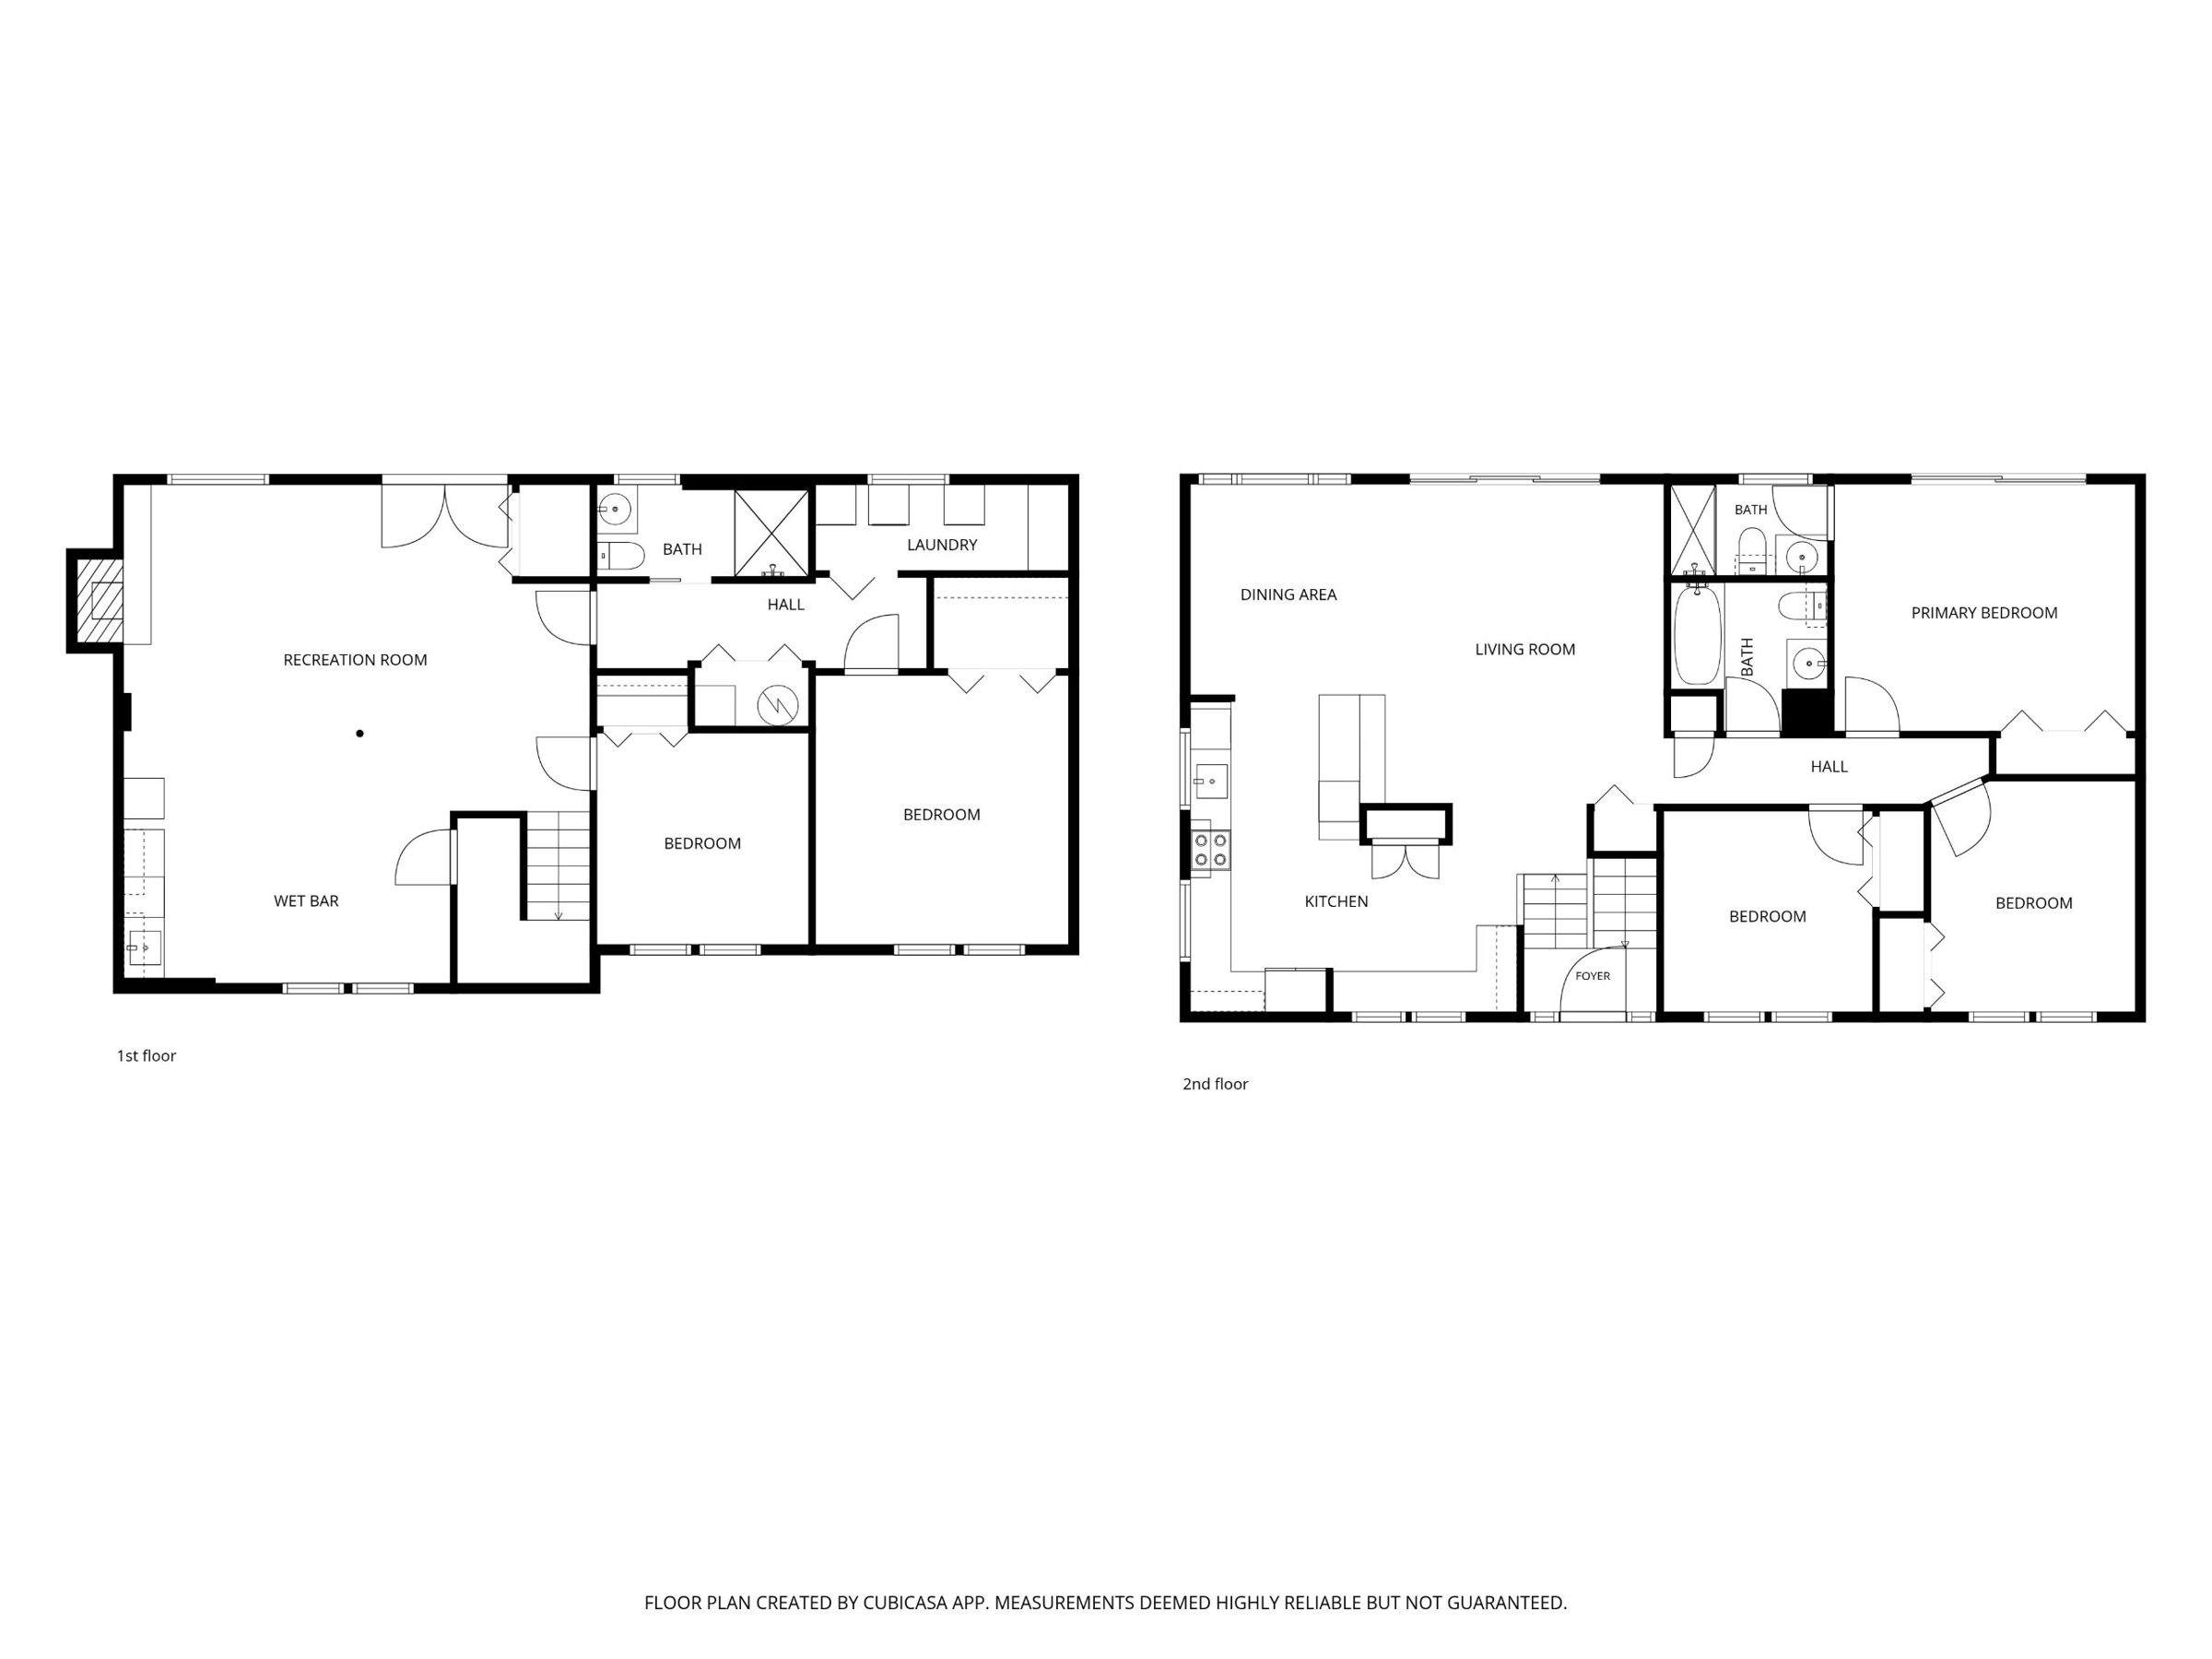 BATH
LAUNDRY
HALL
RECREATION ROOM
BEDROOM
BEDROOM
WET BAR
1st floor
BATH
DINING AREA
PRIMARY BEDROOM
LIVING ROOM
BATH
HALL
KITCHEN
BEDROOM
BEDROOM
FOYER
2nd floor
FLOOR PLAN CREATED BY CUBICASA APP. MEASUREMENTS DEEMED HIGHLY RELIABLE BUT NOT GUARANTEED.